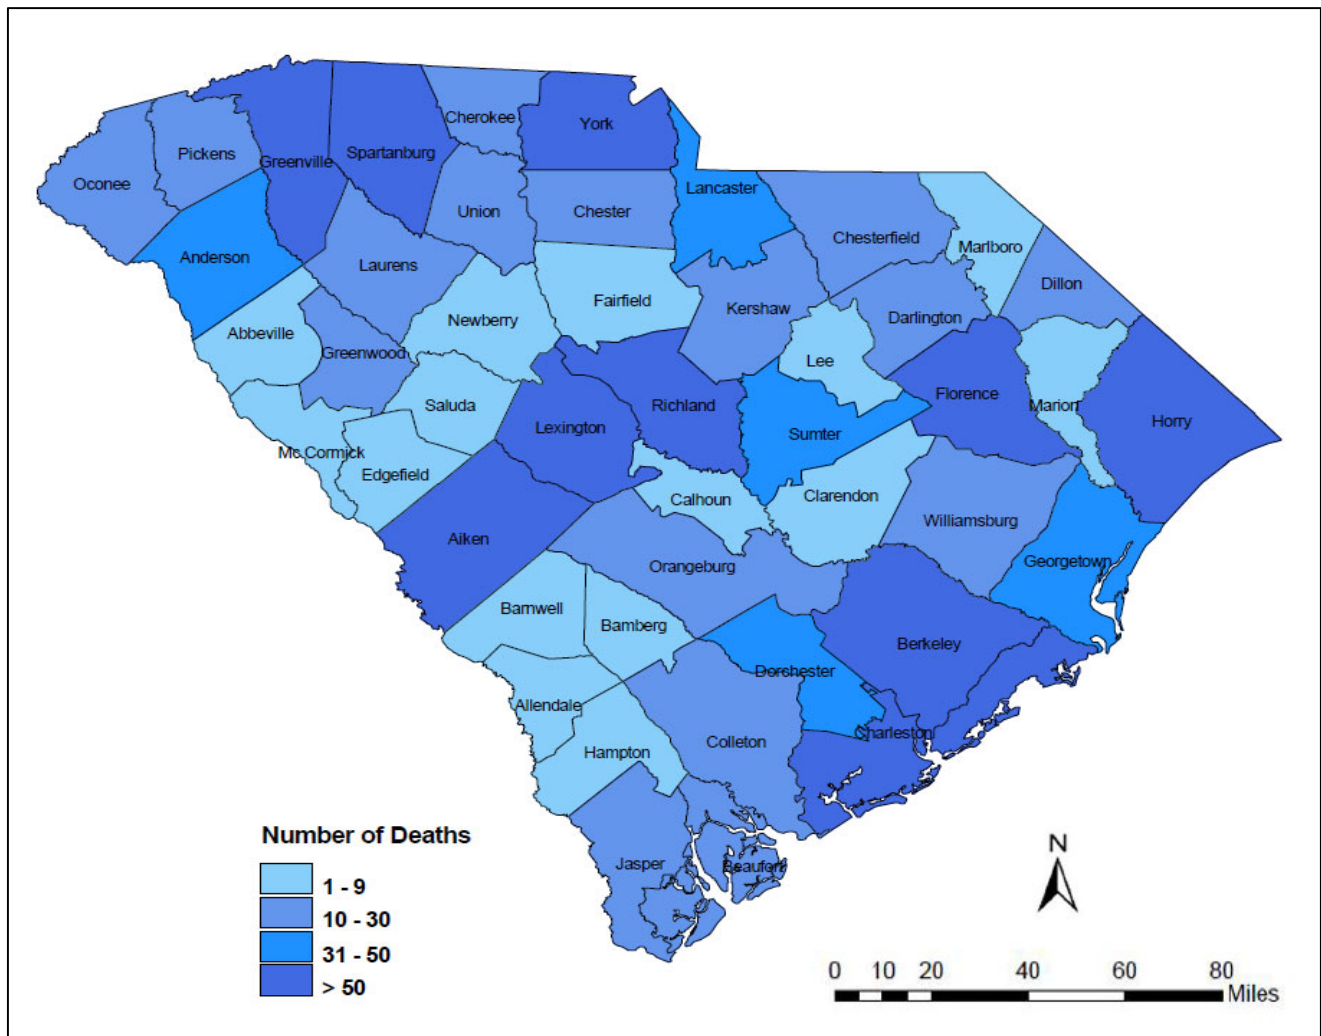 Cherokee
York
Pickens
Greenville
Spartanburg
Oconee
Lancaster
Union
Chester
Chesterfield
Marlboro
Anderson
Laurens
Dillon
Fairfield
Kershaw
Newberry
Darlington
Abbeville
Greenwood
Lee
Florence
Saluda
Richland
Marion
Lexington
Sumter
Horry
Mc Cormick
Edgefield
Calhoun
Clarendon
Williamsburg
Aiken
Orangeburg
Georgetown
Barnwell
Bamberg
Berkeley
Dorchester
Allendale
Charleston
Colleton
Hampton
Jasper
Beaufort
Number of Deaths
1 - 9
10 - 30
31 - 50
> 50
N
0 10 20 40 60 80
Miles